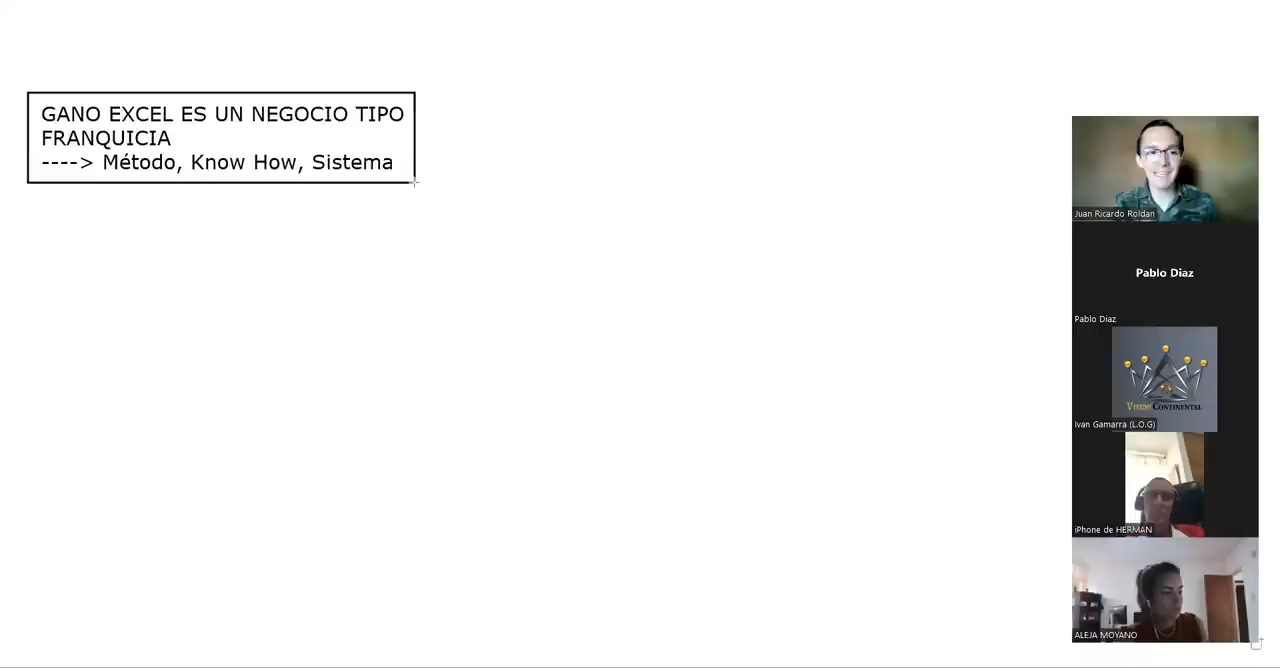 GANO EXCEL ES UN NEGOCIO TIPO
FRANQUICIA
----> Método, Know How, Sistema
Juan Ricardo Roldan
Pablo Diaz
Pablo Diaz
VISION CONTINENTAL
Ivan Gamarra (L.O.G)
iPhone de HERMAN
ALEJA MOYANO